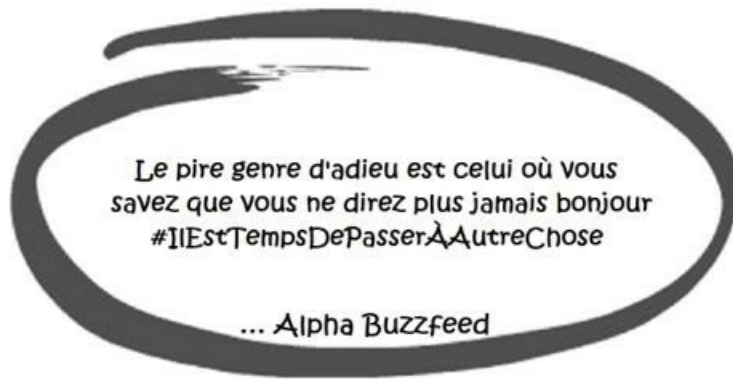 Le pire genre d'adieu est celui où vous
savez que vous ne direz plus jamais bonjour
#IlEstTempsDePasserÀAutreChose
... Alpha Buzzfeed